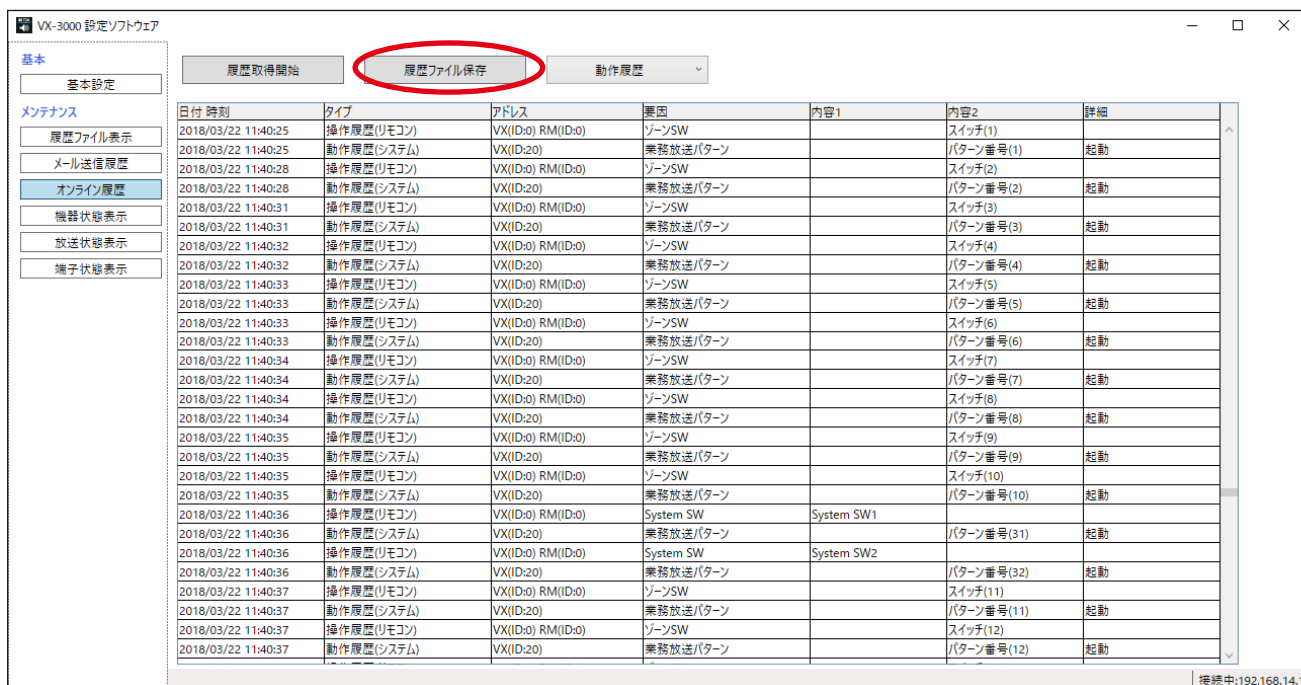 VX-3000 設定ソフトウェア
基本
基本設定
メンテナンス
履歴ファイル表示
メール送信履歴
オンライン履歴
機器状態表示
放送状態表示
端子状態表示
履歴取得開始 履歴ファイル保存 動作履歴
日付 時刻 タイプ アドレス 要因 内容1 内容2 詳細
2018/03/22 11:40:25 操作履歴(リモコン) VX(ID:0) RM(ID:0) ゾーンSW スイッチ(1)
2018/03/22 11:40:25 動作履歴(システム) VX(ID:20) 業務放送パターン パターン番号(1) 起動
2018/03/22 11:40:28 操作履歴(リモコン) VX(ID:0) RM(ID:0) ゾーンSW スイッチ(2)
2018/03/22 11:40:28 動作履歴(システム) VX(ID:20) 業務放送パターン パターン番号(2) 起動
2018/03/22 11:40:31 操作履歴(リモコン) VX(ID:0) RM(ID:0) ゾーンSW スイッチ(3)
2018/03/22 11:40:31 動作履歴(システム) VX(ID:20) 業務放送パターン パターン番号(3) 起動
2018/03/22 11:40:32 操作履歴(リモコン) VX(ID:0) RM(ID:0) ゾーンSW スイッチ(4)
2018/03/22 11:40:32 動作履歴(システム) VX(ID:20) 業務放送パターン パターン番号(4) 起動
2018/03/22 11:40:33 操作履歴(リモコン) VX(ID:0) RM(ID:0) ゾーンSW スイッチ(5)
2018/03/22 11:40:33 動作履歴(システム) VX(ID:20) 業務放送パターン パターン番号(5) 起動
2018/03/22 11:40:33 操作履歴(リモコン) VX(ID:0) RM(ID:0) ゾーンSW スイッチ(6)
2018/03/22 11:40:33 動作履歴(システム) VX(ID:20) 業務放送パターン パターン番号(6) 起動
2018/03/22 11:40:34 操作履歴(リモコン) VX(ID:0) RM(ID:0) ゾーンSW スイッチ(7)
2018/03/22 11:40:34 動作履歴(システム) VX(ID:20) 業務放送パターン パターン番号(7) 起動
2018/03/22 11:40:34 操作履歴(リモコン) VX(ID:0) RM(ID:0) ゾーンSW スイッチ(8)
2018/03/22 11:40:34 動作履歴(システム) VX(ID:20) 業務放送パターン パターン番号(8) 起動
2018/03/22 11:40:35 操作履歴(リモコン) VX(ID:0) RM(ID:0) ゾーンSW スイッチ(9)
2018/03/22 11:40:35 動作履歴(システム) VX(ID:20) 業務放送パターン パターン番号(9) 起動
2018/03/22 11:40:35 操作履歴(リモコン) VX(ID:0) RM(ID:0) ゾーンSW スイッチ(10)
2018/03/22 11:40:35 動作履歴(システム) VX(ID:20) 業務放送パターン パターン番号(10) 起動
2018/03/22 11:40:36 操作履歴(リモコン) VX(ID:0) RM(ID:0) System SW System SW1
2018/03/22 11:40:36 動作履歴(システム) VX(ID:20) 業務放送パターン パターン番号(31) 起動
2018/03/22 11:40:36 操作履歴(リモコン) VX(ID:0) RM(ID:0) System SW System SW2
2018/03/22 11:40:36 動作履歴(システム) VX(ID:20) 業務放送パターン パターン番号(32) 起動
2018/03/22 11:40:37 操作履歴(リモコン) VX(ID:0) RM(ID:0) ゾーンSW スイッチ(11)
2018/03/22 11:40:37 動作履歴(システム) VX(ID:20) 業務放送パターン パターン番号(11) 起動
2018/03/22 11:40:37 操作履歴(リモコン) VX(ID:0) RM(ID:0) ゾーンSW スイッチ(12)
2018/03/22 11:40:37 動作履歴(システム) VX(ID:20) 業務放送パターン パターン番号(12) 起動
接続中:192.168.14.1